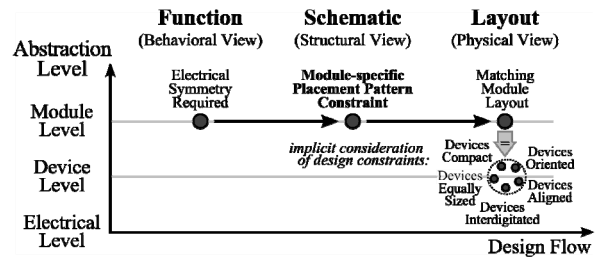 Function
(Behavioral View)
Schematic
(Structural View)
Layout
(Physical View)
Abstraction
Level
Electrical
Symmetry
Required
Module-specific
Placement Pattern
Constraint
Matching
Module
Layout
Module
Level
implicit consideration
of design constraints:
=
Devices
Compact
Devices
Oriented
Device
Level
Devices
Equally
Sized
Devices
Aligned
Devices
Interdigitated
Electrical
Level
Design Flow